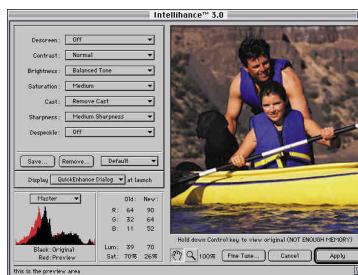 Intellihance™ 3.0
Descreen: Off
Contrast: Normal
Brightness: Balanced Tone
Saturation: Medium
Cast: Remove Cast
Sharpness: Medium Sharpness
Despeckle: Off
Save... Remove... Default
Display QuickEnhance Dialog at launch
Master
Old: New:
R: 64 90
G: 32 64
B: 11 52
Lum: 39 70
Sat: 70% 26%
Black: Original
Red: Preview
Hold down Control key to view original (NOT ENOUGH MEMORY)
100% Fine Tune... Cancel Apply
this is the preview area